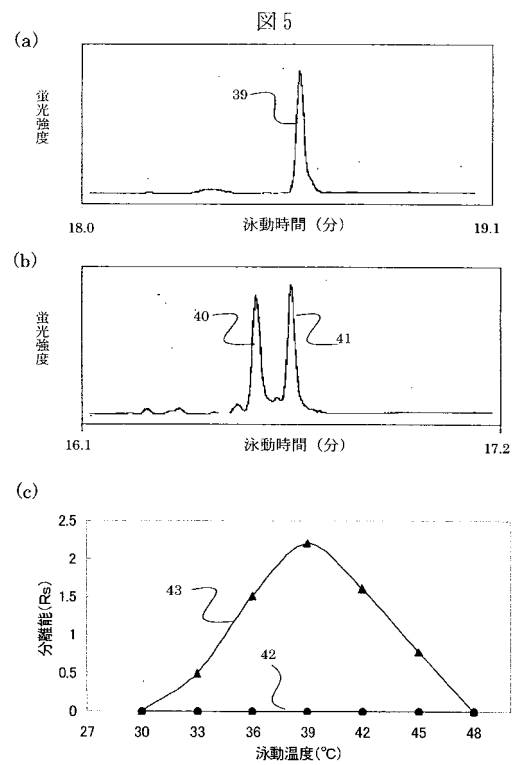 図5
(a)
蛍光強度
39
18.0
泳動時間（分）
19.1
(b)
蛍光強度
40
41
16.1
泳動時間（分）
17.2
(c)
分離能(Rs)
2.5
2
1.5
1
0.5
0
43
42
27
30
33
36
39
42
45
48
泳動温度(℃)